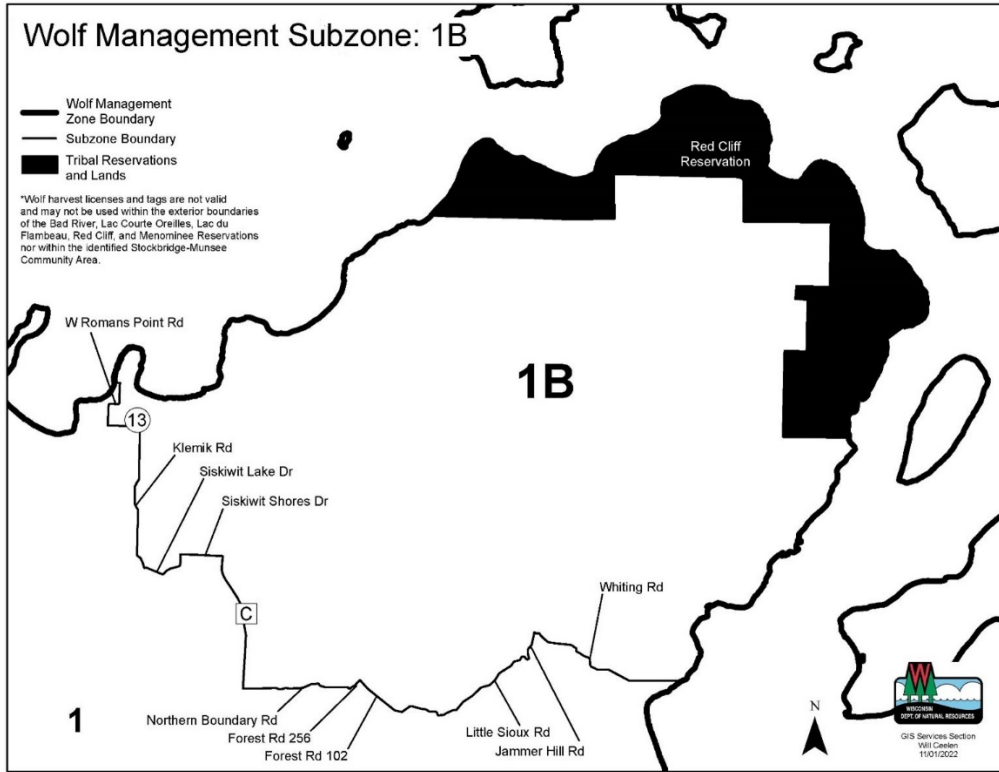 Wolf Management Subzone: 1B
Wolf Management
Zone Boundary
Subzone Boundary
Tribal Reservations
and Lands
*Wolf harvest licenses and tags are not valid
and may not be used within the exterior boundaries
of the Bad River, Lac Courte Oreilles, Lac du
Flambeau, Red Cliff, and Menominee Reservations
nor within the identified Stockbridge-Munsee
Community Area.
Red Cliff
Reservation
W Romans Point Rd
1B
13
Klemik Rd
Siskiwit Lake Dr
Siskiwit Shores Dr
C
Whiting Rd
1
Northern Boundary Rd
Forest Rd 256
Forest Rd 102
Little Sioux Rd
Jammer Hill Rd
N
W
WISCONSIN
DEPT. OF NATURAL RESOURCES
GIS Services Section
Will Ceelen
11/01/2022